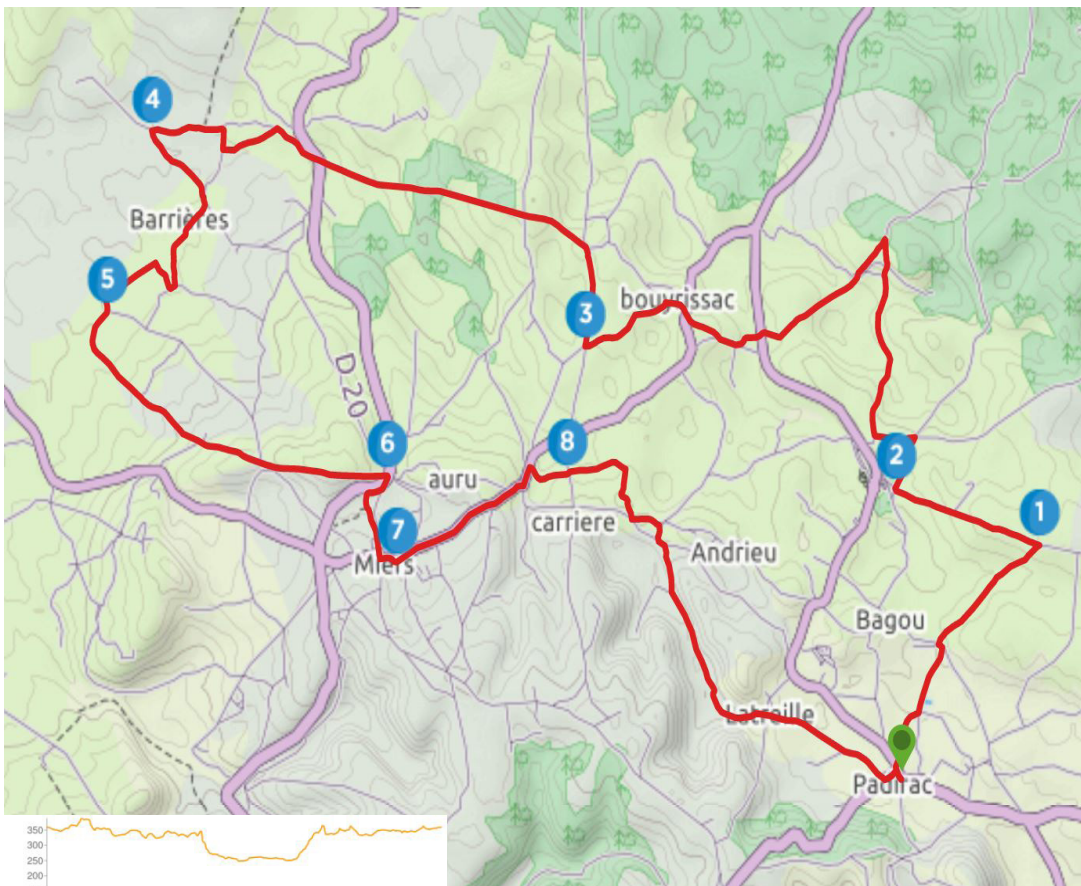 4
Barrières
5
3
bouyrissac
D 20
6
8
2
auru
7
carriere
1
Miers
Andrieu
Bagou
Latreille
Padirac
350
300
250
200